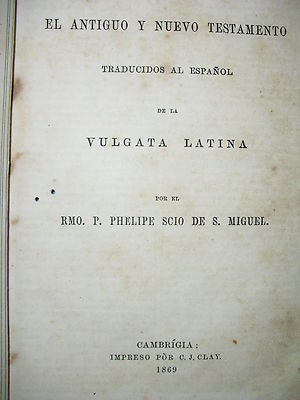 EL ANTIGUO Y NUEVO TESTAMENTO
TRADUCIDOS AL ESPAÑOL
DE LA
VULGATA LATINA
POR EL
RMO. P. PHELIPE SCIO DE S. MIGUEL.
CAMBRÍGIA:
IMPRESO PÒR C. J. CLAY.
1869